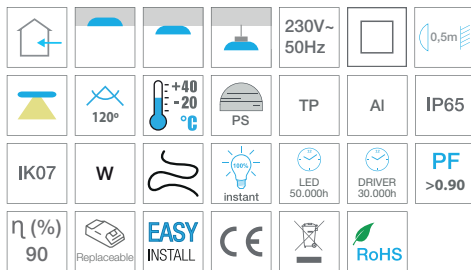 230V~
50Hz
0,5m
120º
+40
-20
°C
PS
TP
AI
IP65
IK07
W
100%
instant
LED
50.000h
DRIVER
30.000h
PF
>0.90
η (%)
90
Replaceable
EASY
INSTALL
CE
RoHS